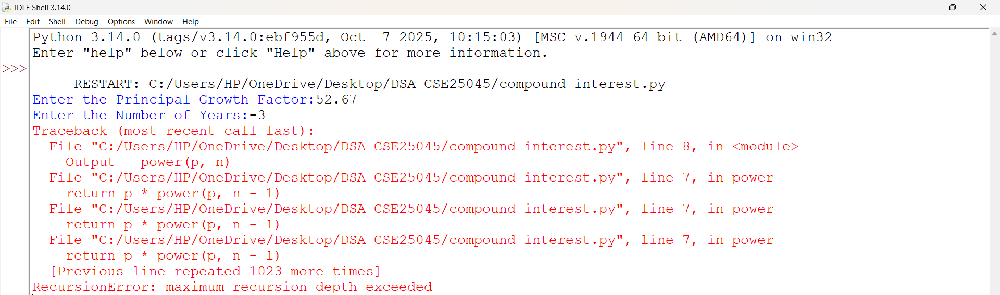 IDLE Shell 3.14.0
File Edit Shell Debug Options Window Help
Python 3.14.0 (tags/v3.14.0:ebf955d, Oct  7 2025, 10:15:03) [MSC v.1944 64 bit (AMD64)] on win32
Enter "help" below or click "Help" above for more information.
>>>
==== RESTART: C:/Users/HP/OneDrive/Desktop/DSA CSE25045/compound interest.py ===
Enter the Principal Growth Factor:52.67
Enter the Number of Years:-3
Traceback (most recent call last):
  File "C:/Users/HP/OneDrive/Desktop/DSA CSE25045/compound interest.py", line 8, in <module>
    Output = power(p, n)
  File "C:/Users/HP/OneDrive/Desktop/DSA CSE25045/compound interest.py", line 7, in power
    return p * power(p, n - 1)
  File "C:/Users/HP/OneDrive/Desktop/DSA CSE25045/compound interest.py", line 7, in power
    return p * power(p, n - 1)
  File "C:/Users/HP/OneDrive/Desktop/DSA CSE25045/compound interest.py", line 7, in power
    return p * power(p, n - 1)
  [Previous line repeated 1023 more times]
RecursionError: maximum recursion depth exceeded